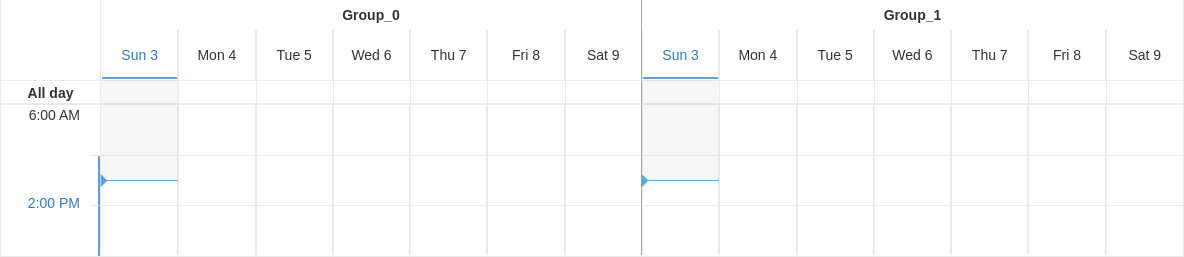 Group_0 Group_1
Sun 3 Mon 4 Tue 5 Wed 6 Thu 7 Fri 8 Sat 9 Sun 3 Mon 4 Tue 5 Wed 6 Thu 7 Fri 8 Sat 9
All day
6:00 AM
2:00 PM